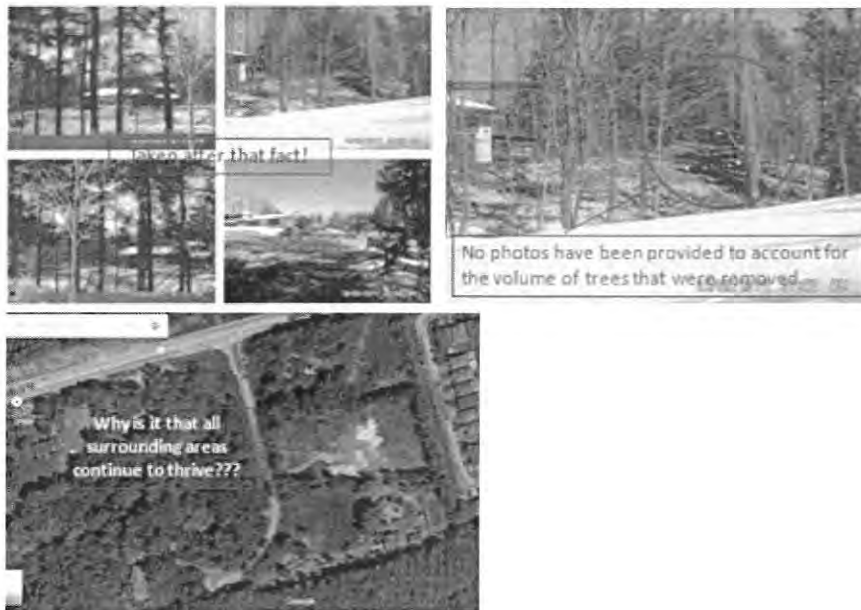 Taken after that fact!
No photos have been provided to account for
the volume of trees that were removed
Why is it that all
surrounding areas
continue to thrive???